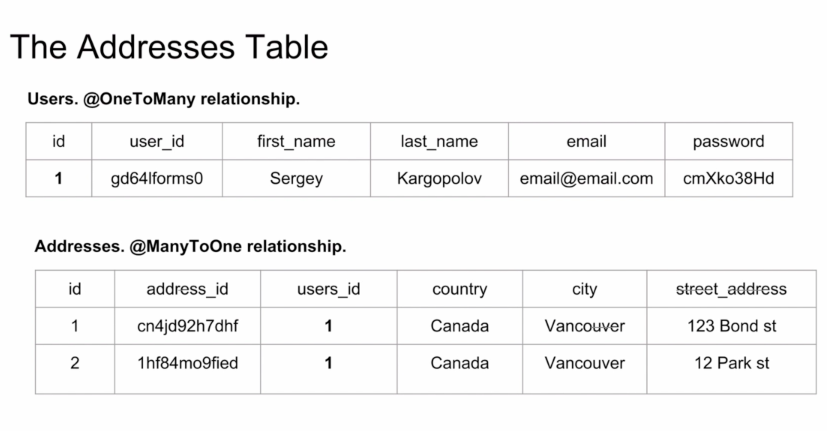 The Addresses Table
Users. @OneToMany relationship.
id user_id first_name last_name email password
1 gd64lforms0 Sergey Kargopolov email@email.com cmXko38Hd
Addresses. @ManyToOne relationship.
id address_id users_id country city street_address
1 cn4jd92h7dhf 1 Canada Vancouver 123 Bond st
2 1hf84mo9fied 1 Canada Vancouver 12 Park st